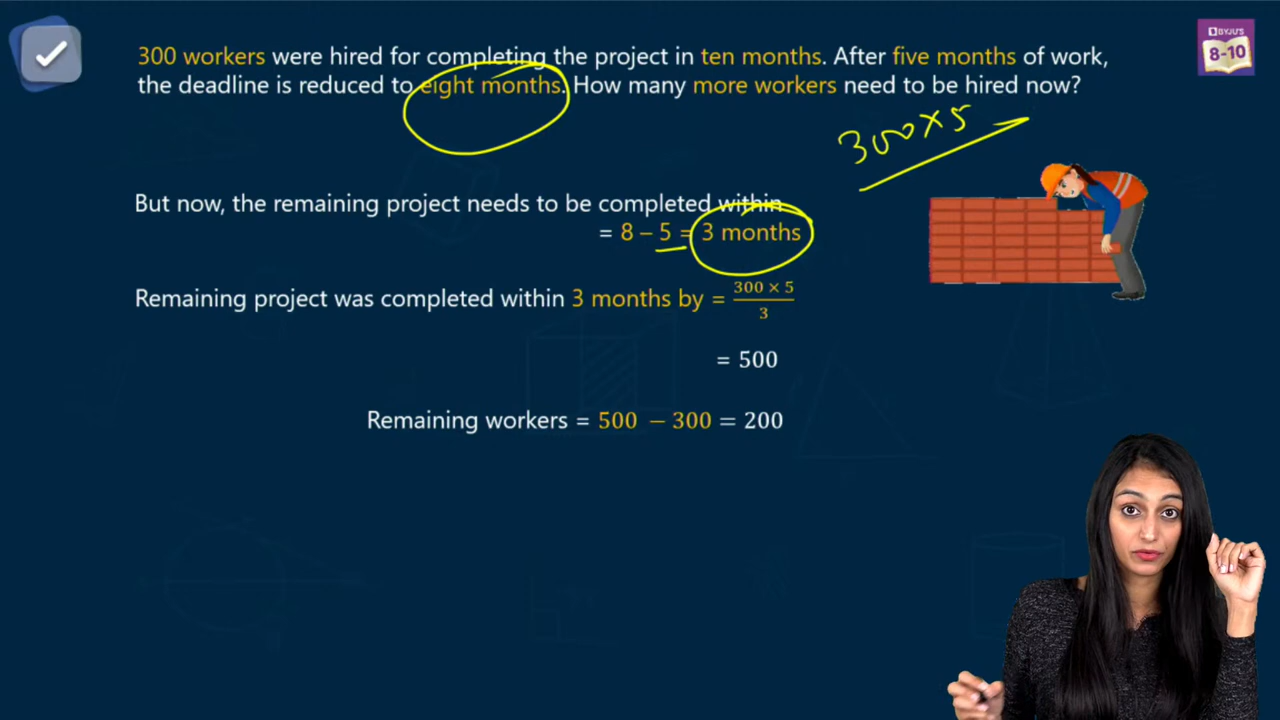 BYJU'S
8-10
300 workers were hired for completing the project in ten months. After five months of work,
the deadline is reduced to eight months. How many more workers need to be hired now?
300×5
But now, the remaining project needs to be completed within
= 8 − 5 = 3 months
Remaining project was completed within 3 months by = 300 × 5
3
= 500
Remaining workers = 500 − 300 = 200